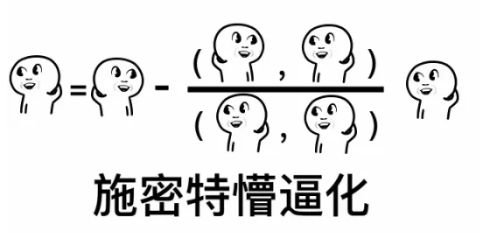 = - ( , )
( , )
施密特懵逼化